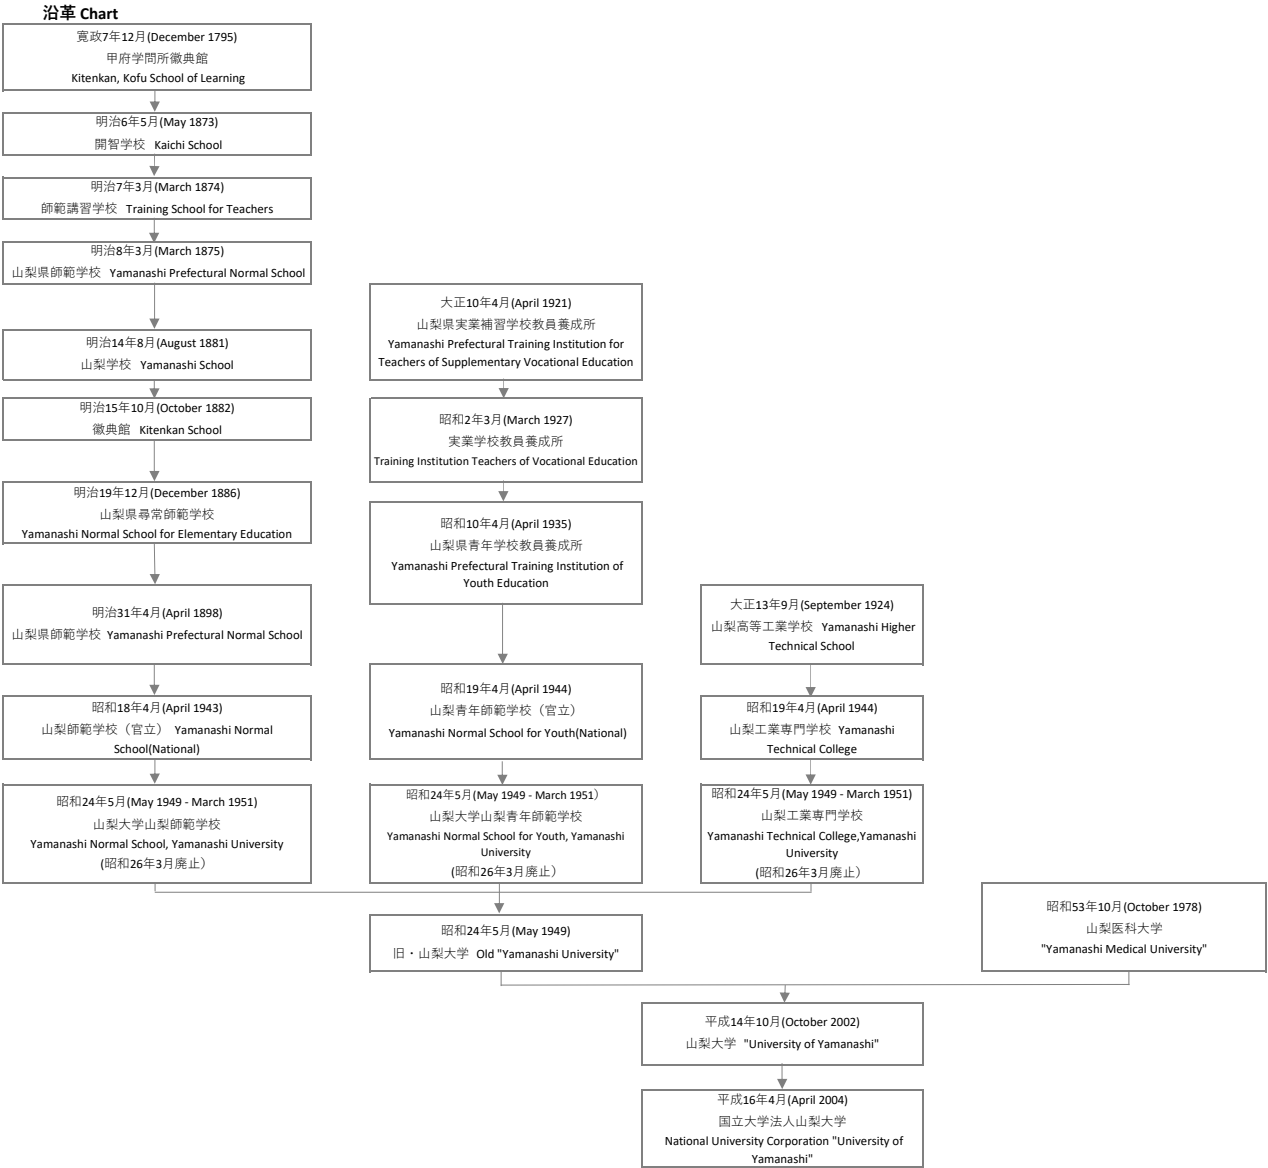 沿革 Chart
寛政7年12月(December 1795)
甲府学問所徽典館
Kitenkan, Kofu School of Learning
明治6年5月(May 1873)
開智学校 Kaichi School
明治7年3月(March 1874)
師範講習学校 Training School for Teachers
明治8年3月(March 1875)
山梨県師範学校 Yamanashi Prefectural Normal School
明治14年8月(August 1881)
山梨学校 Yamanashi School
明治15年10月(October 1882)
徽典館 Kitenkan School
明治19年12月(December 1886)
山梨県尋常師範学校
Yamanashi Normal School for Elementary Education
明治31年4月(April 1898)
山梨県師範学校 Yamanashi Prefectural Normal School
昭和18年4月(April 1943)
山梨師範学校（官立） Yamanashi Normal
School(National)
昭和24年5月(May 1949 - March 1951)
山梨大学山梨師範学校
Yamanashi Normal School, Yamanashi University
(昭和26年3月廃止）
大正10年4月(April 1921)
山梨県実業補習学校教員養成所
Yamanashi Prefectural Training Institution for
Teachers of Supplementary Vocational Education
昭和2年3月(March 1927)
実業学校教員養成所
Training Institution Teachers of Vocational Education
昭和10年4月(April 1935)
山梨県青年学校教員養成所
Yamanashi Prefectural Training Institution of
Youth Education
昭和19年4月(April 1944)
山梨青年師範学校（官立）
Yamanashi Normal School for Youth(National)
昭和24年5月(May 1949 - March 1951）
山梨大学山梨青年師範学校
Yamanashi Normal School for Youth, Yamanashi
University
(昭和26年3月廃止）
大正13年9月(September 1924)
山梨高等工業学校 Yamanashi Higher
Technical School
昭和19年4月(April 1944)
山梨工業専門学校 Yamanashi
Technical College
昭和24年5月(May 1949 - March 1951)
山梨工業専門学校
Yamanashi Technical College,Yamanashi
University
(昭和26年3月廃止）
昭和24年5月(May 1949)
旧・山梨大学 Old "Yamanashi University"
昭和53年10月(October 1978)
山梨医科大学
"Yamanashi Medical University"
平成14年10月(October 2002)
山梨大学 "University of Yamanashi"
平成16年4月(April 2004)
国立大学法人山梨大学
National University Corporation "University of
Yamanashi"